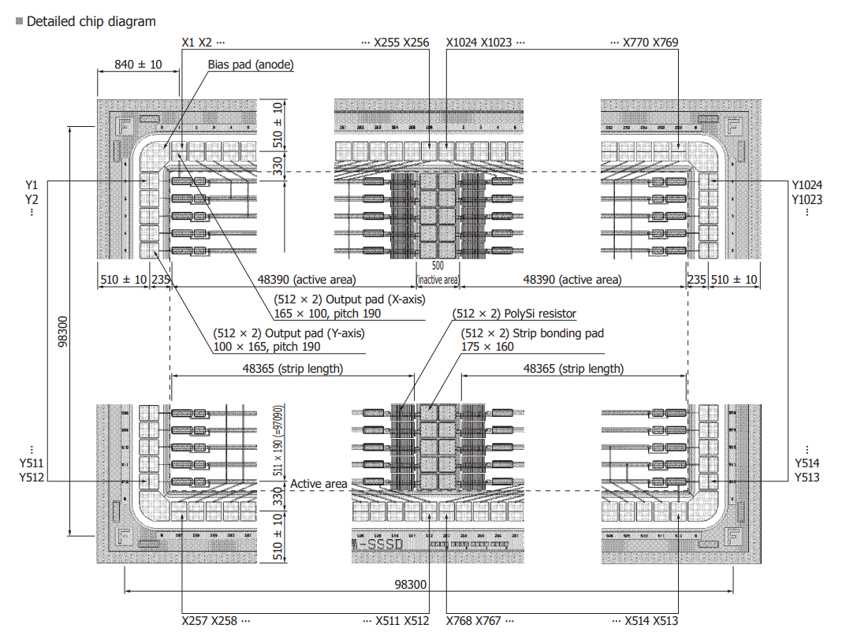 Detailed chip diagram
X1 X2 ···
··· X255 X256
X1024 X1023 ···
··· X770 X769
840 ± 10
Bias pad (anode)
510 ± 10
330
F
F
Y1
Y2
⋮
Y1024
Y1023
⋮
510 ± 10
235
48390 (active area)
500
(inactive area)
48390 (active area)
235
510 ± 10
(512 × 2) Output pad (X-axis)
165 × 100, pitch 190
(512 × 2) PolySi resistor
(512 × 2) Output pad (Y-axis)
100 × 165, pitch 190
(512 × 2) Strip bonding pad
175 × 160
98300
48365 (strip length)
48365 (strip length)
511 x 190 (=97090)
⋮
Y511
Y512
⋮
Y514
Y513
Active area
330
510 ± 10
F
-SSSD
F
98300
X257 X258 ···
··· X511 X512
X768 X767 ···
··· X514 X513